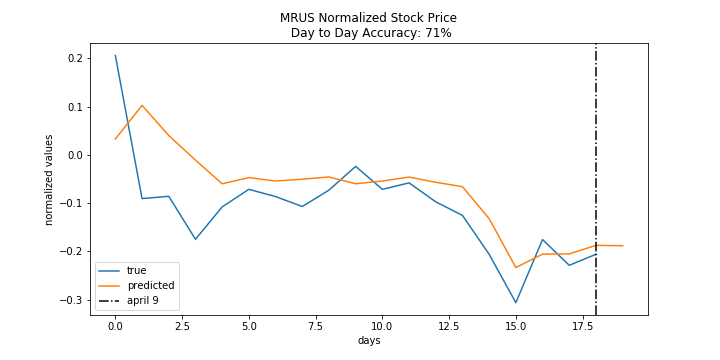 MRUS Normalized Stock Price
Day to Day Accuracy: 71%
normalized values
0.2
0.1
0.0
−0.1
−0.2
−0.3
true
predicted
april 9
0.0 2.5 5.0 7.5 10.0 12.5 15.0 17.5
days